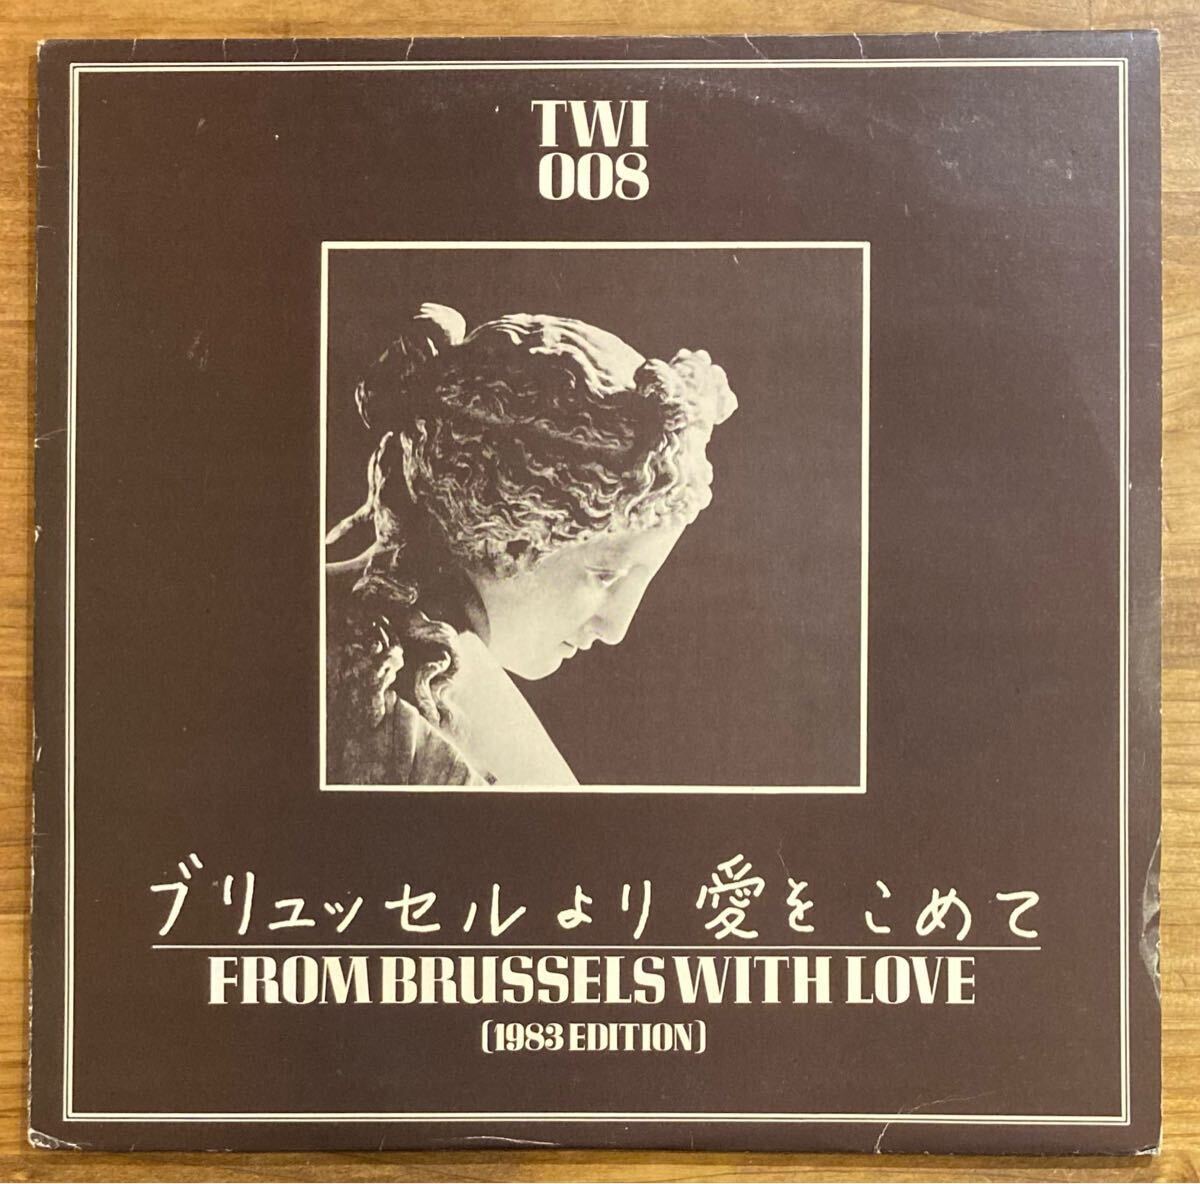 TWI
008
ブリュッセルより 愛をこめて
FROM BRUSSELS WITH LOVE
(1983 EDITION)